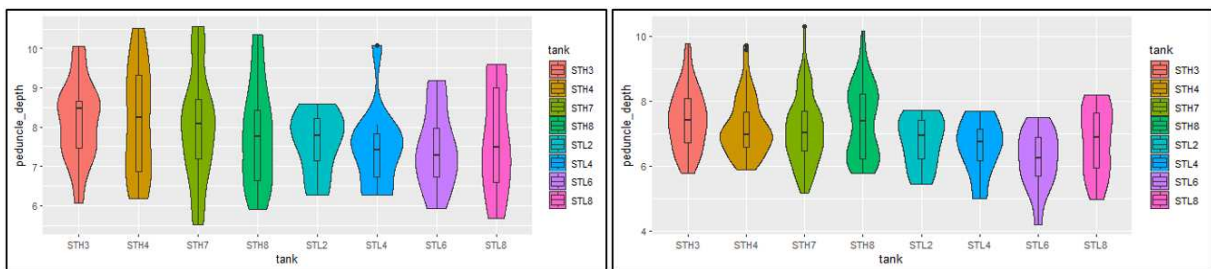 peduncle_depth
10
9
8
7
6
STH3 STH4 STH7 STH8 STL2 STL4 STL6 STL8
tank
tank
STH3
STH4
STH7
STH8
STL2
STL4
STL6
STL8
peduncle_depth
10
8
6
4
STH3 STH4 STH7 STH8 STL2 STL4 STL6 STL8
tank
tank
STH3
STH4
STH7
STH8
STL2
STL4
STL6
STL8